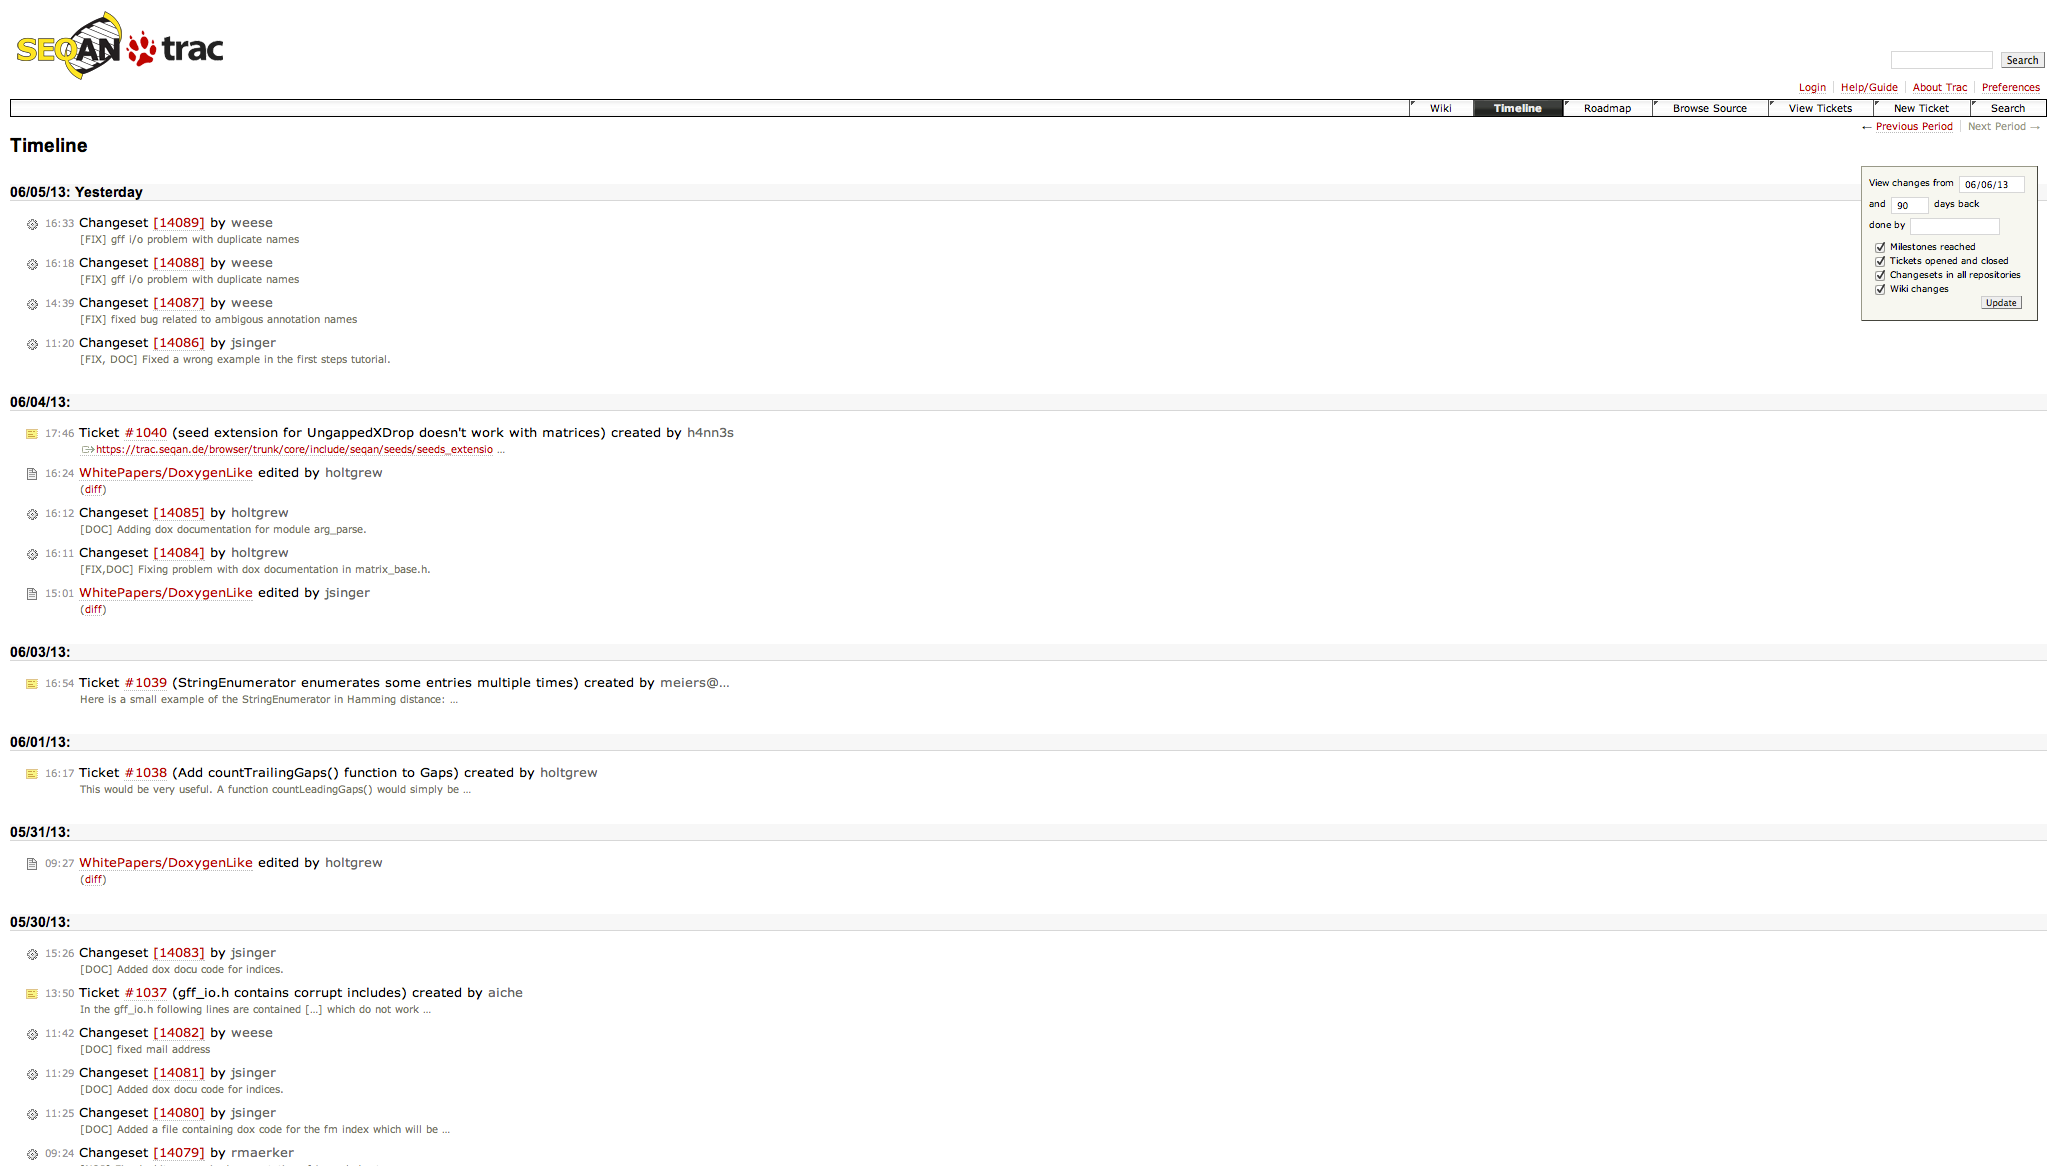 SEQAN trac
Search
Login Help/Guide About Trac Preferences
Wiki Timeline Roadmap Browse Source View Tickets New Ticket Search
← Previous Period Next Period →
Timeline
View changes from 06/06/13
and 90 days back
done by
Milestones reached
Tickets opened and closed
Changesets in all repositories
Wiki changes
Update
06/05/13: Yesterday
16:33 Changeset [14089] by weese
[FIX] gff i/o problem with duplicate names
16:18 Changeset [14088] by weese
[FIX] gff i/o problem with duplicate names
14:39 Changeset [14087] by weese
[FIX] fixed bug related to ambigous annotation names
11:20 Changeset [14086] by jsinger
[FIX, DOC] Fixed a wrong example in the first steps tutorial.
06/04/13:
17:46 Ticket #1040 (seed extension for UngappedXDrop doesn't work with matrices) created by h4nn3s
https://trac.seqan.de/browser/trunk/core/include/seqan/seeds/seeds_extensio ...
16:24 WhitePapers/DoxygenLike edited by holtgrew
(diff)
16:12 Changeset [14085] by holtgrew
[DOC] Adding dox documentation for module arg_parse.
16:11 Changeset [14084] by holtgrew
[FIX,DOC] Fixing problem with dox documentation in matrix_base.h.
15:01 WhitePapers/DoxygenLike edited by jsinger
(diff)
06/03/13:
16:54 Ticket #1039 (StringEnumerator enumerates some entries multiple times) created by meiers@...
Here is a small example of the StringEnumerator in Hamming distance: ...
06/01/13:
16:17 Ticket #1038 (Add countTrailingGaps() function to Gaps) created by holtgrew
This would be very useful. A function countLeadingGaps() would simply be ...
05/31/13:
09:27 WhitePapers/DoxygenLike edited by holtgrew
(diff)
05/30/13:
15:26 Changeset [14083] by jsinger
[DOC] Added dox docu code for indices.
13:50 Ticket #1037 (gff_io.h contains corrupt includes) created by aiche
In the gff_io.h following lines are contained [...] which do not work ...
11:42 Changeset [14082] by weese
[DOC] fixed mail address
11:29 Changeset [14081] by jsinger
[DOC] Added dox docu code for indices.
11:25 Changeset [14080] by jsinger
[DOC] Added a file containing dox code for the fm index which will be ...
09:24 Changeset [14079] by rmaerker